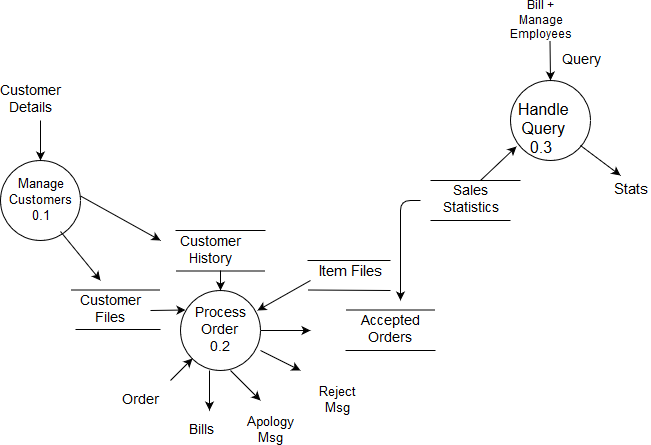 Bill +
Manage
Employees
Query
Handle
Query
0.3
Stats
Customer
Details
Manage
Customers
0.1
Sales
Statistics
Customer
History
Item Files
Customer
Files
Process
Order
0.2
Accepted
Orders
Order
Bills
Apology
Msg
Reject
Msg